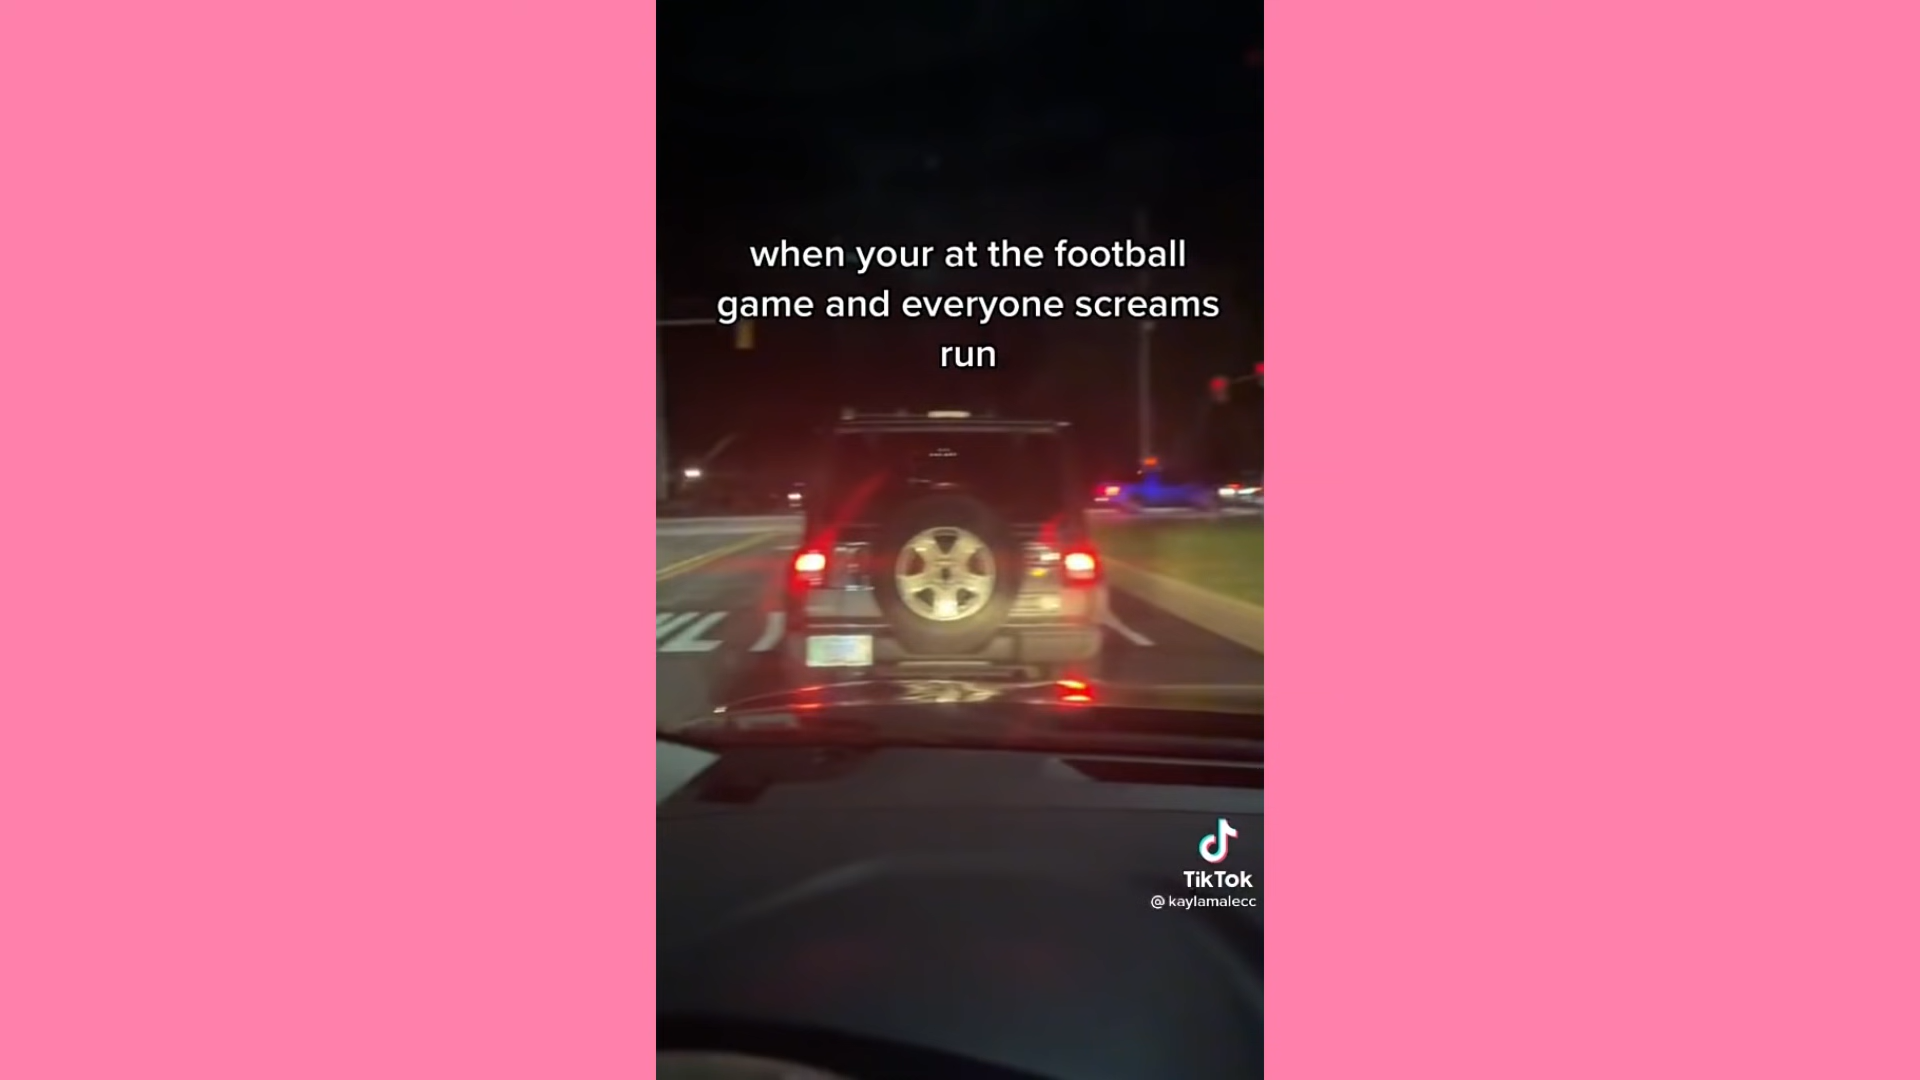 when your at the football
game and everyone screams
run
TikTok
@kaylamalecc